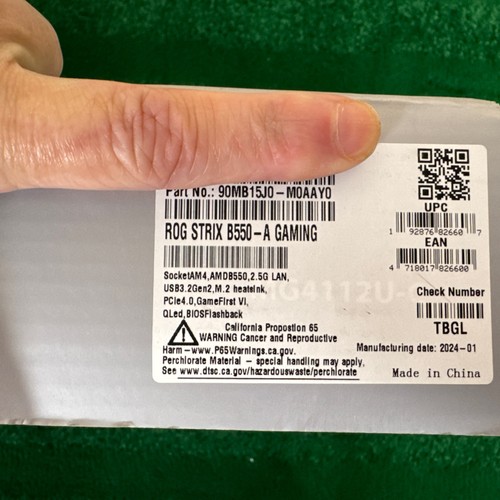 Part No.: 90MB15J0-M0AAY0
ROG STRIX B550-A GAMING
SocketAM4,AMDB550,2.5G LAN,
USB3.2Gen2,M.2 heatsink,
PCIe4.0,GameFirst VI,
QLed,BIOSFlashback
California Propostion 65
WARNING Cancer and Reproductive
Harm-www.P65Warnings.ca.gov.
Perchlorate Material - special handling may apply.
See www.dtsc.ca.gov/hazardouswaste/perchlorate
UPC
1 92876 82660 7
EAN
4 718017 826600
Check Number
TBGL
Manufacturing date: 2024-01
Made in China